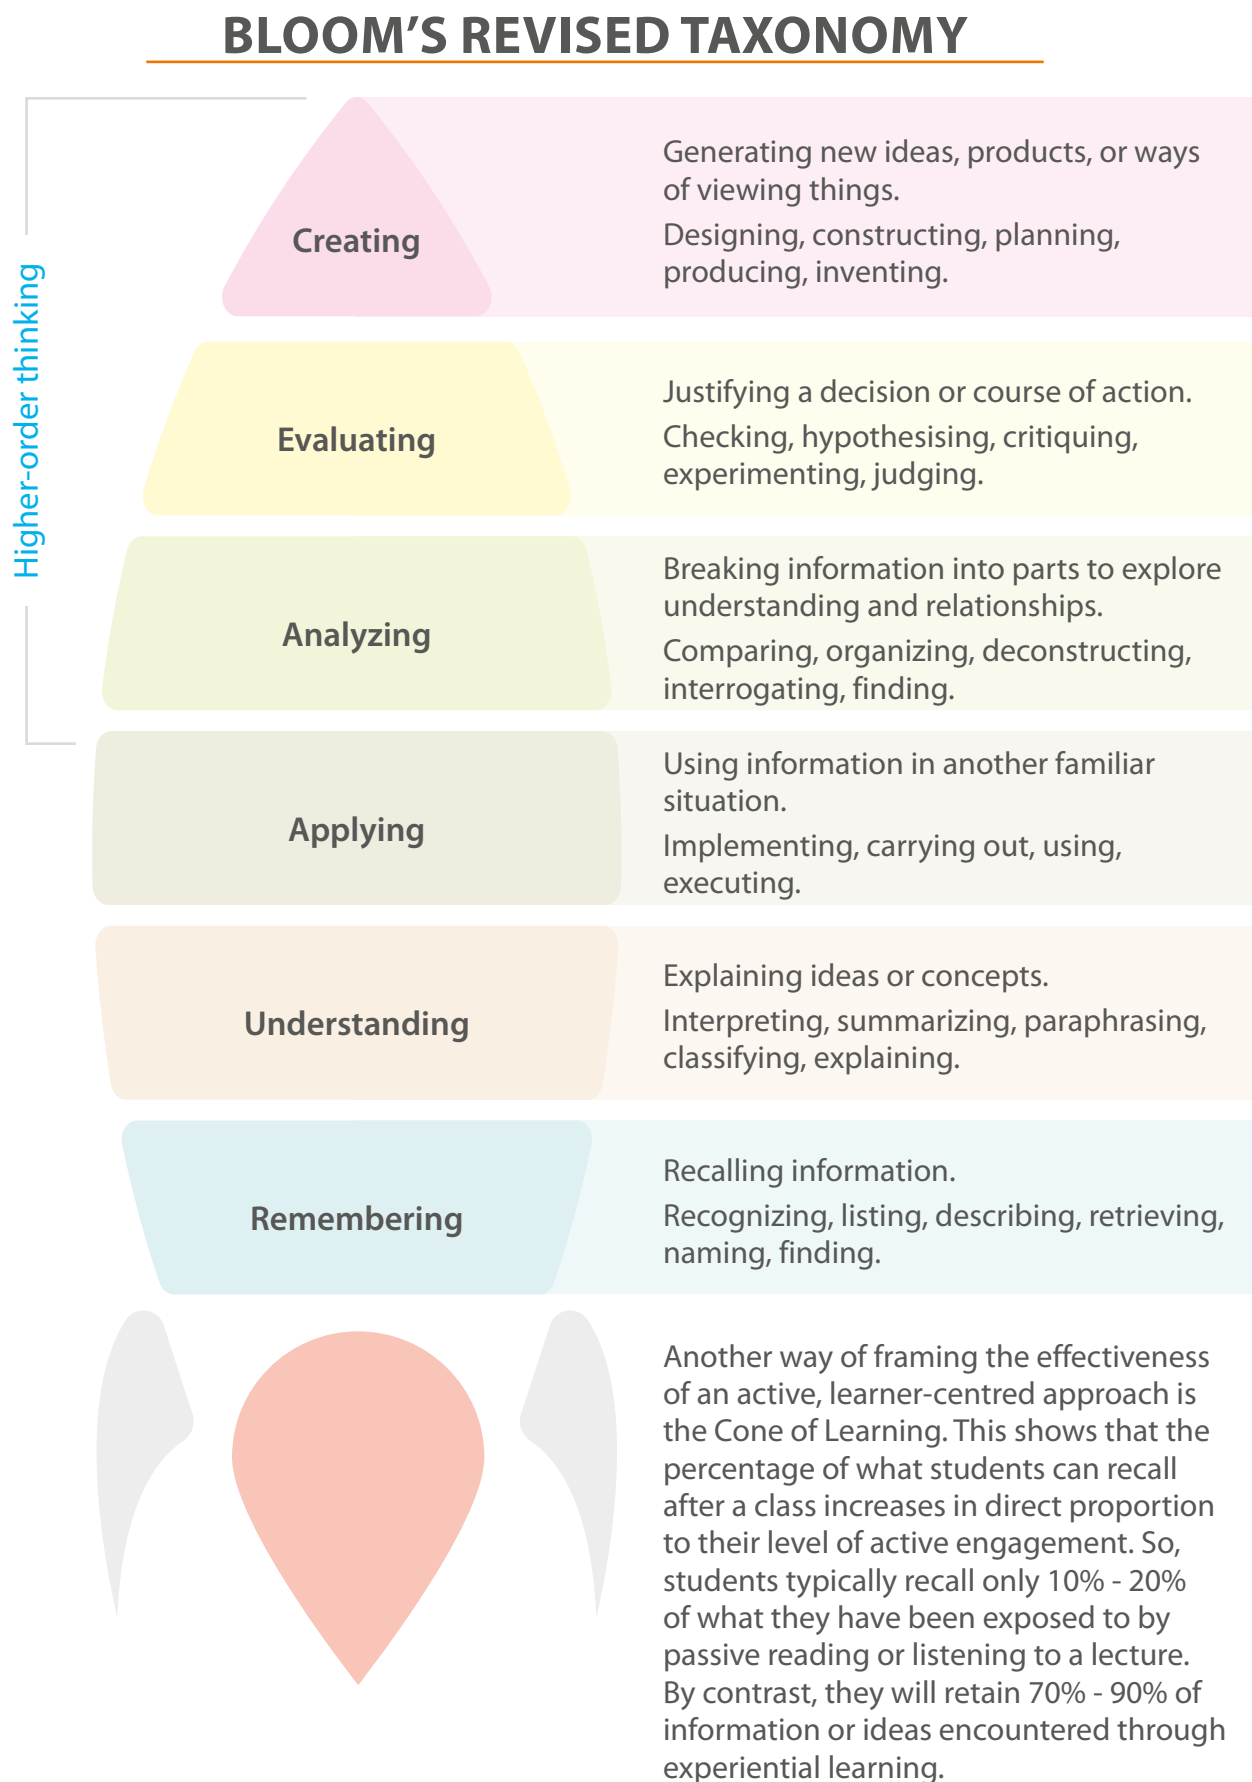 BLOOM’S REVISED TAXONOMY
Higher-order thinking
Creating
Generating new ideas, products, or ways
of viewing things.
Designing, constructing, planning,
producing, inventing.
Evaluating
Justifying a decision or course of action.
Checking, hypothesising, critiquing,
experimenting, judging.
Analyzing
Breaking information into parts to explore
understanding and relationships.
Comparing, organizing, deconstructing,
interrogating, finding.
Applying
Using information in another familiar
situation.
Implementing, carrying out, using,
executing.
Understanding
Explaining ideas or concepts.
Interpreting, summarizing, paraphrasing,
classifying, explaining.
Remembering
Recalling information.
Recognizing, listing, describing, retrieving,
naming, finding.
Another way of framing the effectiveness
of an active, learner-centred approach is
the Cone of Learning. This shows that the
percentage of what students can recall
after a class increases in direct proportion
to their level of active engagement. So,
students typically recall only 10% - 20%
of what they have been exposed to by
passive reading or listening to a lecture.
By contrast, they will retain 70% - 90% of
information or ideas encountered through
experiential learning.